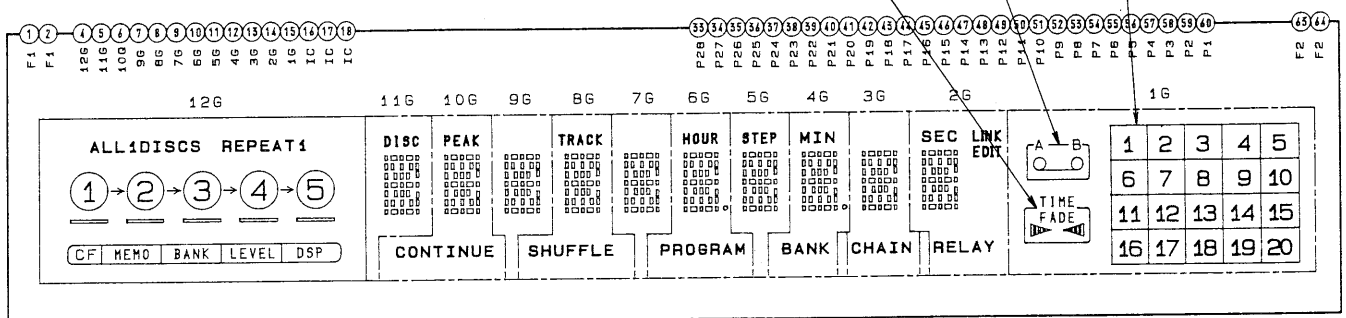 1 2 4 5 6 7 8 9 10 11 12 13 14 15 16 17 18 33 34 35 36 37 38 39 40 41 42 43 44 45 46 47 48 49 50 51 52 53 54 55 56 57 58 59 60 63 64
F1 F1 12G 11G 10G 9G 8G 7G 6G 5G 4G 3G 2G 1G IC IC IC P28 P27 P26 P25 P24 P23 P22 P21 P20 P19 P18 P17 P16 P15 P14 P13 P12 P11 P10 P9 P8 P7 P6 P5 P4 P3 P2 P1 F2 F2
12G 11G 10G 9G 8G 7G 6G 5G 4G 3G 2G 1G
ALL1DISCS REPEAT1
1 → 2 → 3 → 4 → 5
CF MEMO BANK LEVEL DSP
DISC PEAK TRACK HOUR STEP MIN SEC LINK
EDIT
CONTINUE SHUFFLE PROGRAM BANK CHAIN RELAY
A B
TIME
FADE
1 2 3 4 5
6 7 8 9 10
11 12 13 14 15
16 17 18 19 20